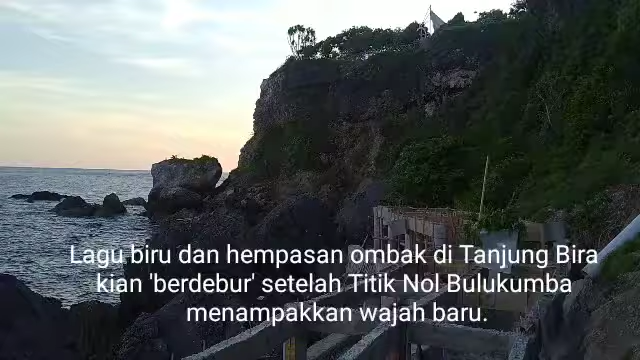 Lagu biru dan hempasan ombak di Tanjung Bira
kian 'berdebur' setelah Titik Nol Bulukumba
menampakkan wajah baru.